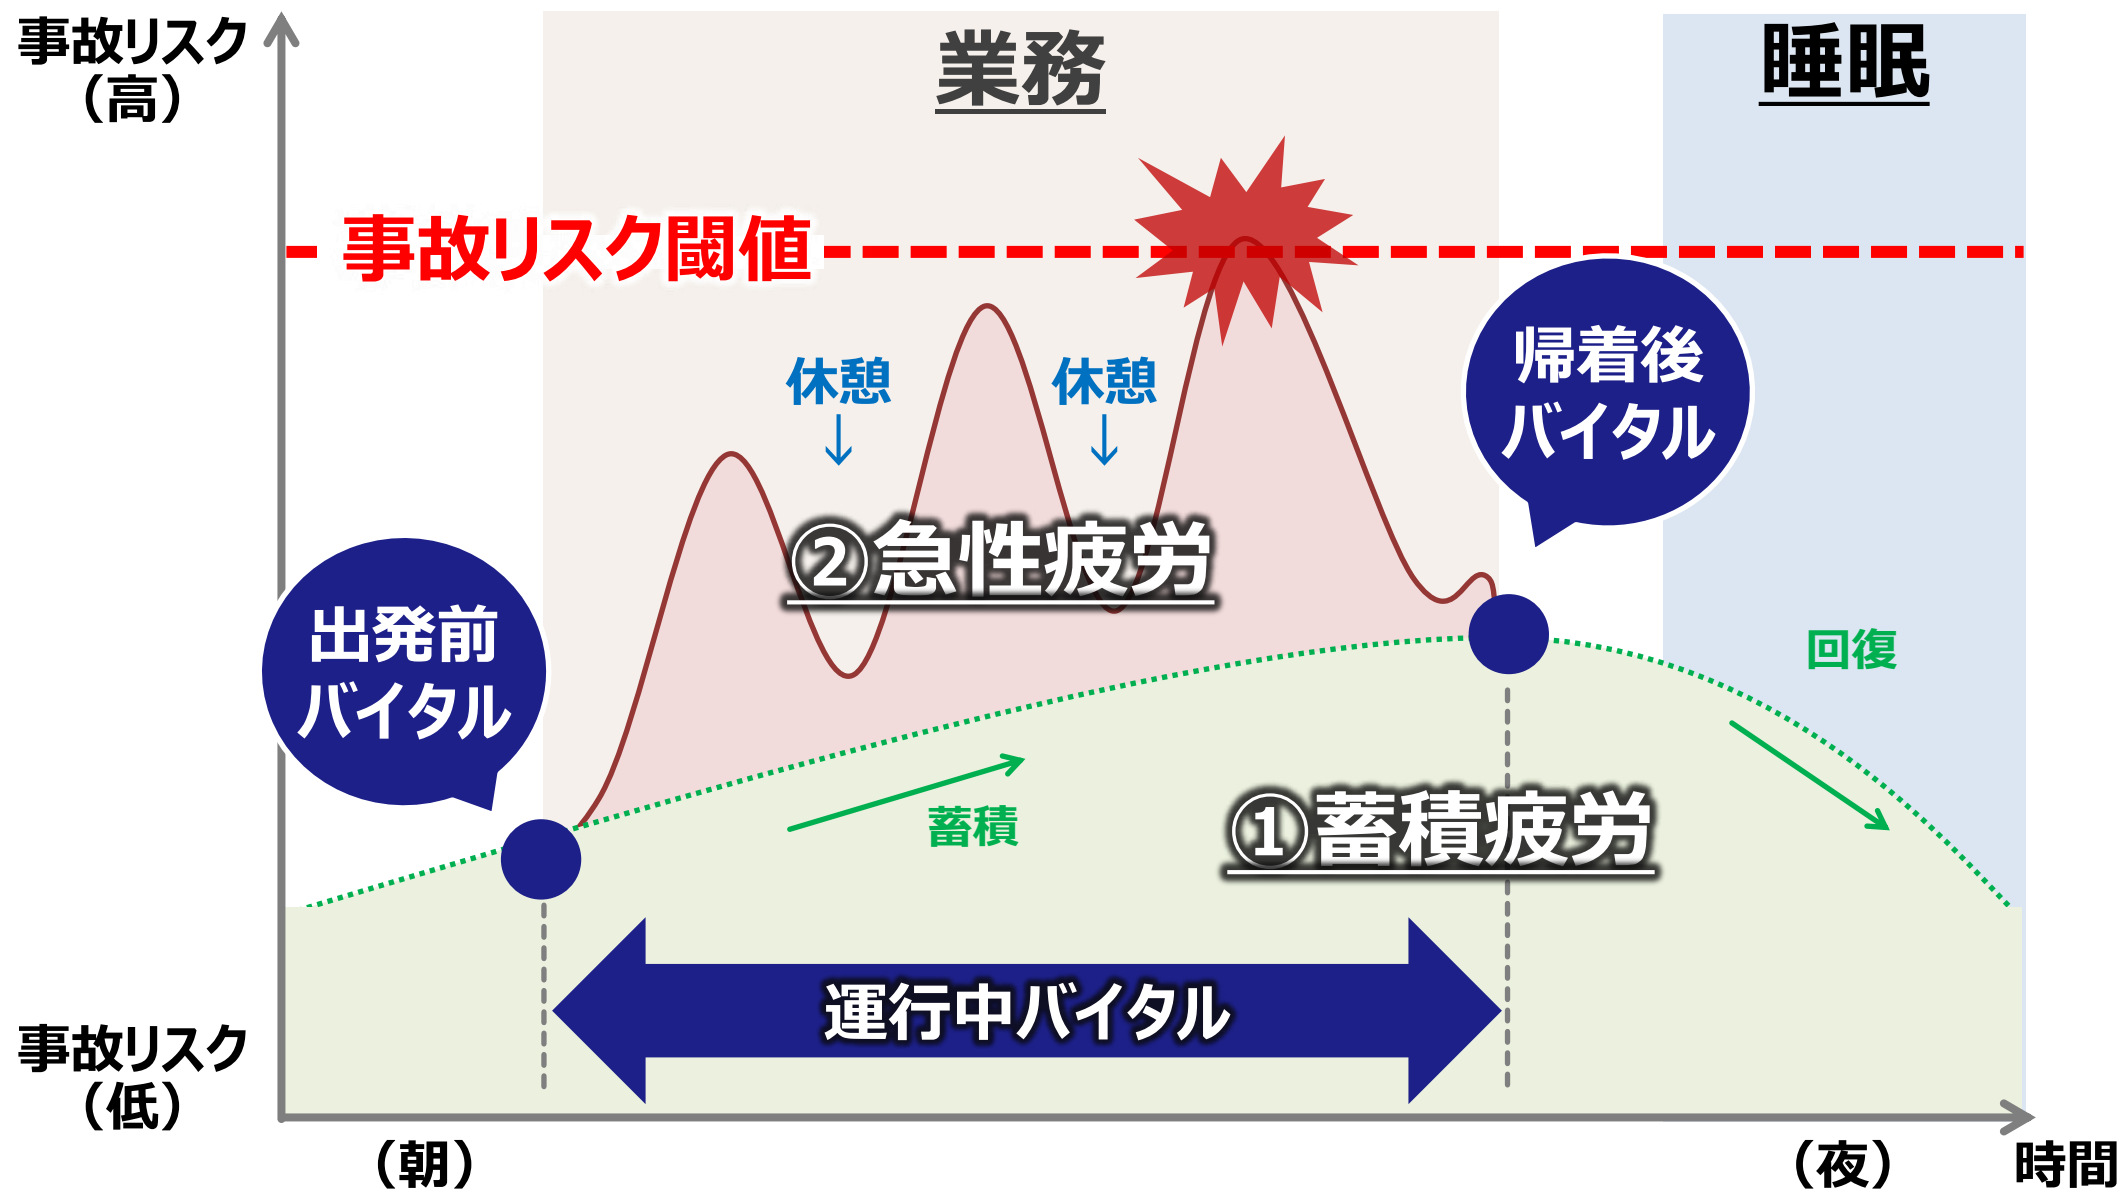 事故リスク
（高）
業務
睡眠
事故リスク閾値
休憩
↓
休憩
↓
帰着後
バイタル
②急性疲労
出発前
バイタル
回復
①蓄積疲労
蓄積
運行中バイタル
事故リスク
（低）
（朝）
（夜）
時間